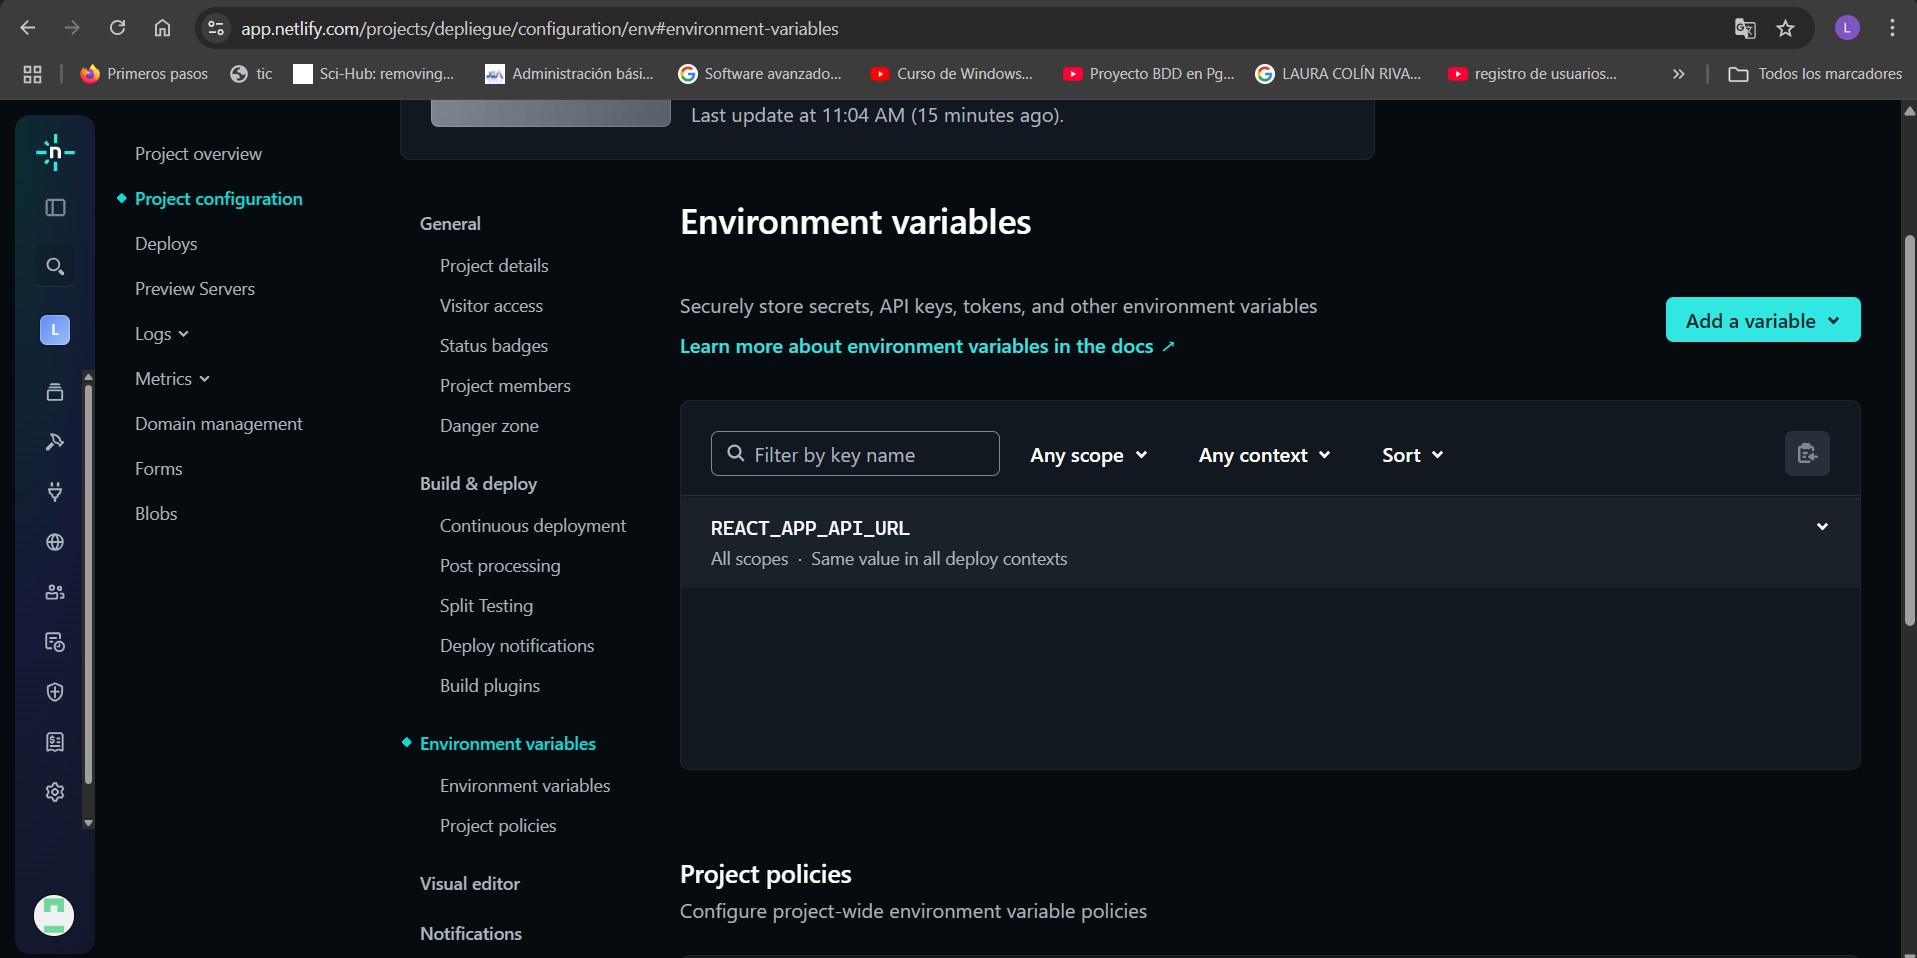 app.netlify.com/projects/depliegue/configuration/env#environment-variables
L
Primeros pasos
tic
Sci-Hub: removing...
Administración bási...
Software avanzado...
Curso de Windows...
Proyecto BDD en Pg...
LAURA COLÍN RIVA...
registro de usuarios...
»
Todos los marcadores
n
L
Project overview
Project configuration
Deploys
Preview Servers
Logs
Metrics
Domain management
Forms
Blobs
Last update at 11:04 AM (15 minutes ago).
General
Project details
Visitor access
Status badges
Project members
Danger zone
Build & deploy
Continuous deployment
Post processing
Split Testing
Deploy notifications
Build plugins
Environment variables
Environment variables
Project policies
Visual editor
Notifications
Environment variables
Securely store secrets, API keys, tokens, and other environment variables
Learn more about environment variables in the docs ↗
Add a variable
Filter by key name
Any scope
Any context
Sort
REACT_APP_API_URL
All scopes · Same value in all deploy contexts
Project policies
Configure project-wide environment variable policies